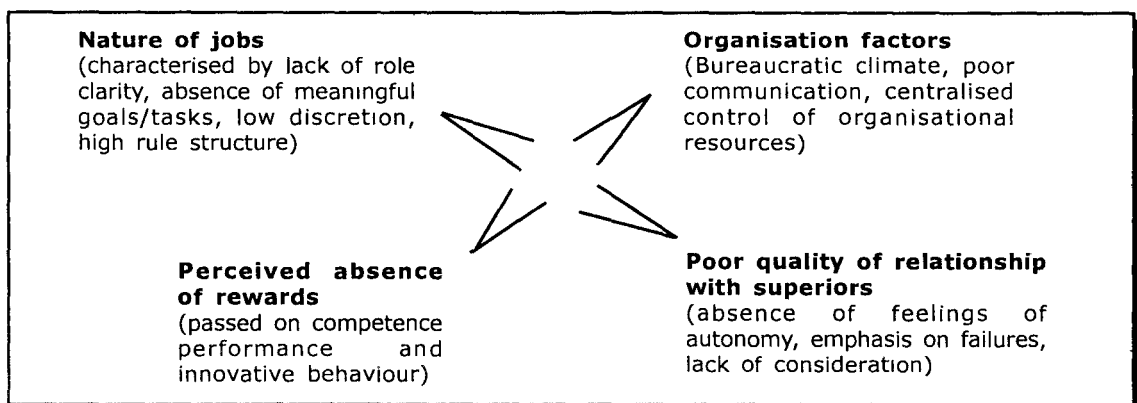 Nature of jobs
(characterised by lack of role
clarity, absence of meaningful
goals/tasks, low discretion,
high rule structure)
Organisation factors
(Bureaucratic climate, poor
communication, centralised
control of organisational
resources)
Perceived absence
of rewards
(passed on competence
performance and
innovative behaviour)
Poor quality of relationship
with superiors
(absence of feelings of
autonomy, emphasis on failures,
lack of consideration)